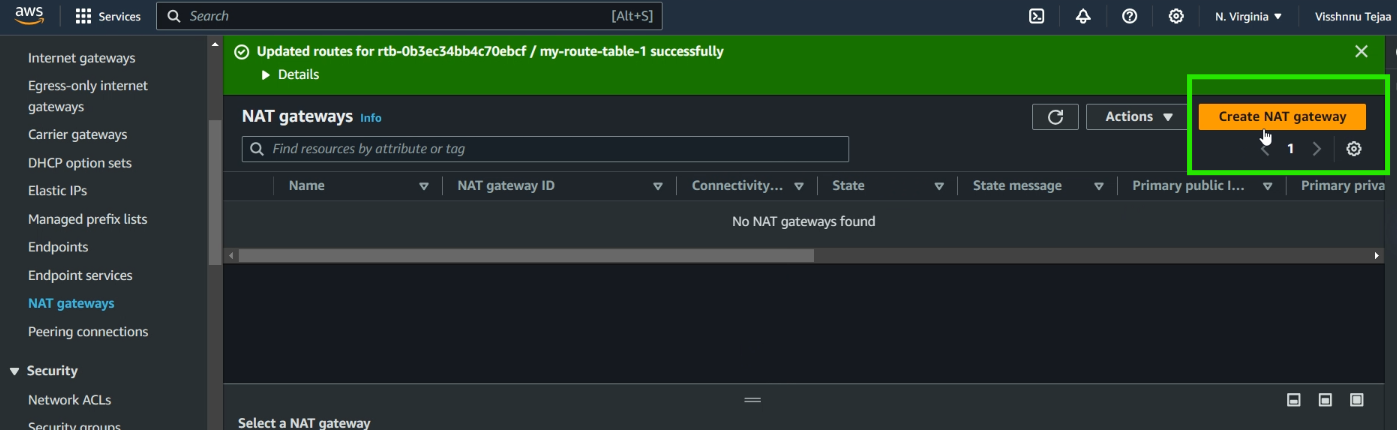 aws Services Search [Alt+S] N. Virginia ▼ Visshnnu Tejaa
Internet gateways
Egress-only internet
gateways
Carrier gateways
DHCP option sets
Elastic IPs
Managed prefix lists
Endpoints
Endpoint services
NAT gateways
Peering connections
▼ Security
Network ACLs
Security groups
Updated routes for rtb-0b3ec34bb4c70ebcf / my-route-table-1 successfully
▶ Details
NAT gateways Info Actions ▼ Create NAT gateway
Find resources by attribute or tag 1
Name NAT gateway ID Connectivity... State State message Primary public I... Primary priva
No NAT gateways found
Select a NAT gateway